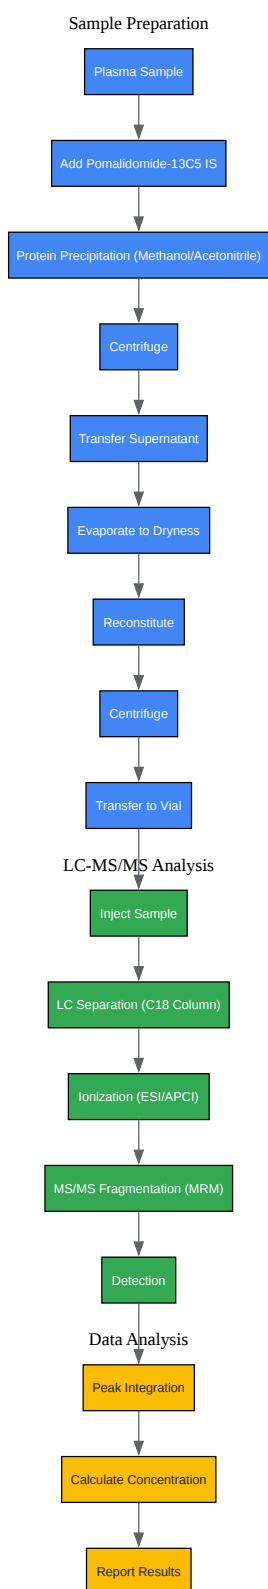 Sample Preparation
Plasma Sample
Add Pomalidomide-13C5 IS
Protein Precipitation (Methanol/Acetonitrile)
Centrifuge
Transfer Supernatant
Evaporate to Dryness
Reconstitute
Centrifuge
Transfer to Vial
LC-MS/MS Analysis
Inject Sample
LC Separation (C18 Column)
Ionization (ESI/APCI)
MS/MS Fragmentation (MRM)
Detection
Data Analysis
Peak Integration
Calculate Concentration
Report Results